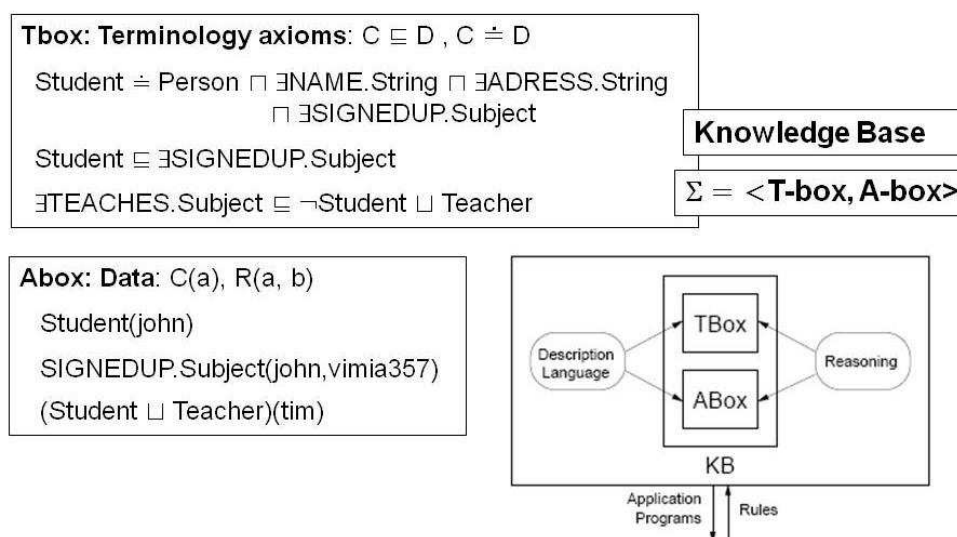 Tbox: Terminology axioms: C ⊑ D , C ≐ D
Student ≐ Person ⊓ ∃NAME.String ⊓ ∃ADRESS.String
⊓ ∃SIGNEDUP.Subject
Student ⊑ ∃SIGNEDUP.Subject
∃TEACHES.Subject ⊑ ¬Student ⊔ Teacher
Knowledge Base
Σ = <T-box, A-box>
Abox: Data: C(a), R(a, b)
Student(john)
SIGNEDUP.Subject(john,vimia357)
(Student ⊔ Teacher)(tim)
TBox
Description
Language
Reasoning
ABox
KB
Application
Programs
Rules